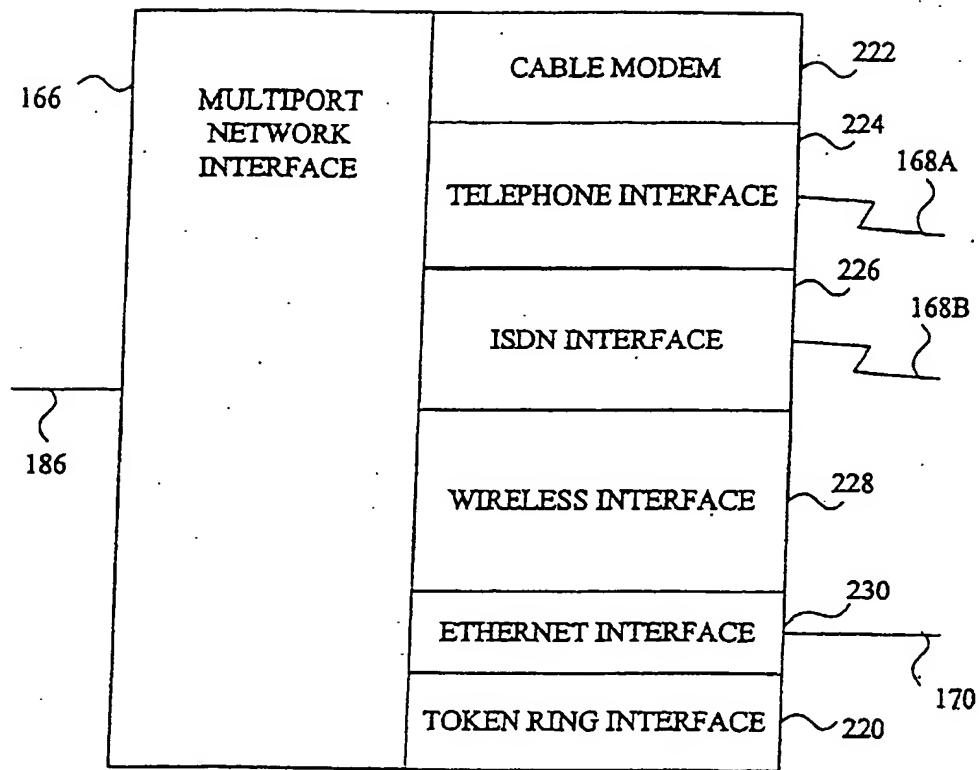 CABLE MODEM
222
166
MULTIPORT
NETWORK
INTERFACE
224
168A
TELEPHONE INTERFACE
226
168B
ISDN INTERFACE
186
WIRELESS INTERFACE
228
230
ETHERNET INTERFACE
170
TOKEN RING INTERFACE
220